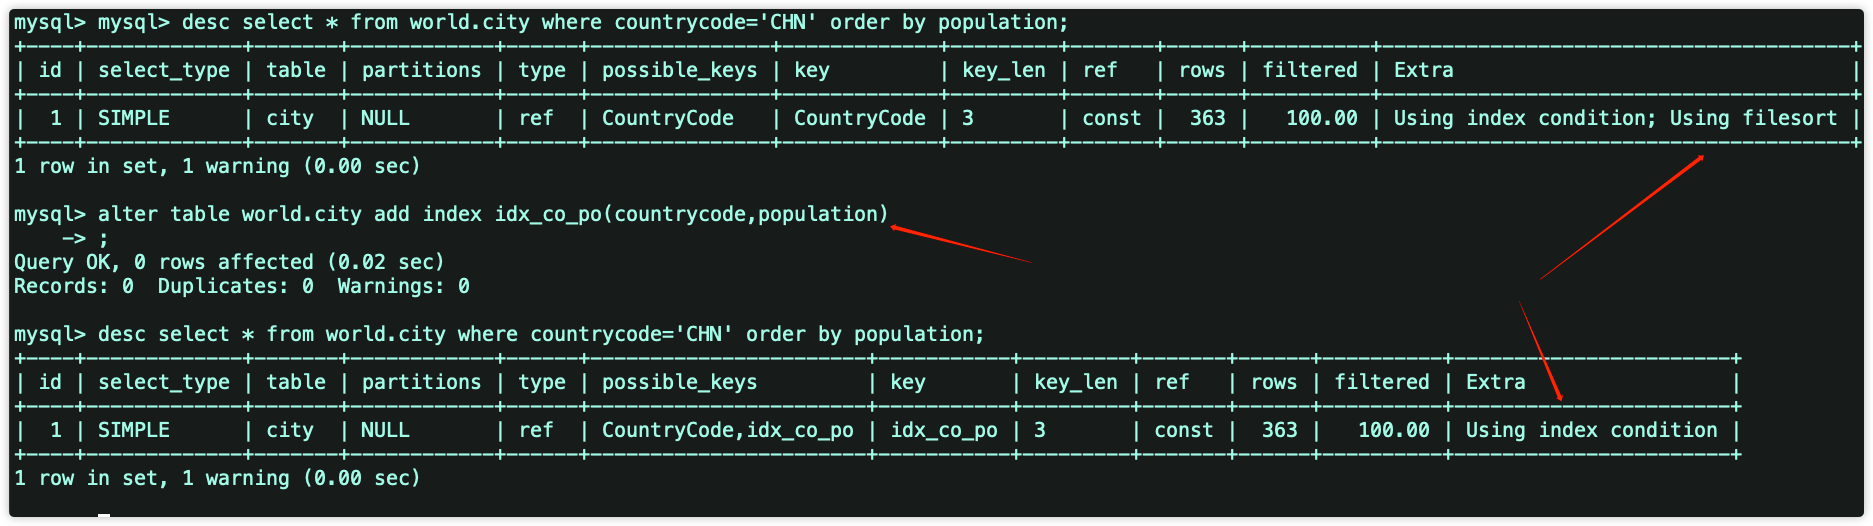 mysql> mysql> desc select * from world.city where countrycode='CHN' order by population;
+----+-------------+-------+------------+------+---------------+-------------+---------+-------+------+----------+---------------------------------------+
| id | select_type | table | partitions | type | possible_keys | key         | key_len | ref   | rows | filtered | Extra                                 |
+----+-------------+-------+------------+------+---------------+-------------+---------+-------+------+----------+---------------------------------------+
|  1 | SIMPLE      | city  | NULL       | ref  | CountryCode   | CountryCode | 3       | const |  363 |   100.00 | Using index condition; Using filesort |
+----+-------------+-------+------------+------+---------------+-------------+---------+-------+------+----------+---------------------------------------+
1 row in set, 1 warning (0.00 sec)
mysql> alter table world.city add index idx_co_po(countrycode,population)
    -> ;
Query OK, 0 rows affected (0.02 sec)
Records: 0  Duplicates: 0  Warnings: 0
mysql> desc select * from world.city where countrycode='CHN' order by population;
+----+-------------+-------+------------+------+-----------------------+-----------+---------+-------+------+----------+-----------------------+
| id | select_type | table | partitions | type | possible_keys         | key       | key_len | ref   | rows | filtered | Extra                 |
+----+-------------+-------+------------+------+-----------------------+-----------+---------+-------+------+----------+-----------------------+
|  1 | SIMPLE      | city  | NULL       | ref  | CountryCode,idx_co_po | idx_co_po | 3       | const |  363 |   100.00 | Using index condition |
+----+-------------+-------+------------+------+-----------------------+-----------+---------+-------+------+----------+-----------------------+
1 row in set, 1 warning (0.00 sec)